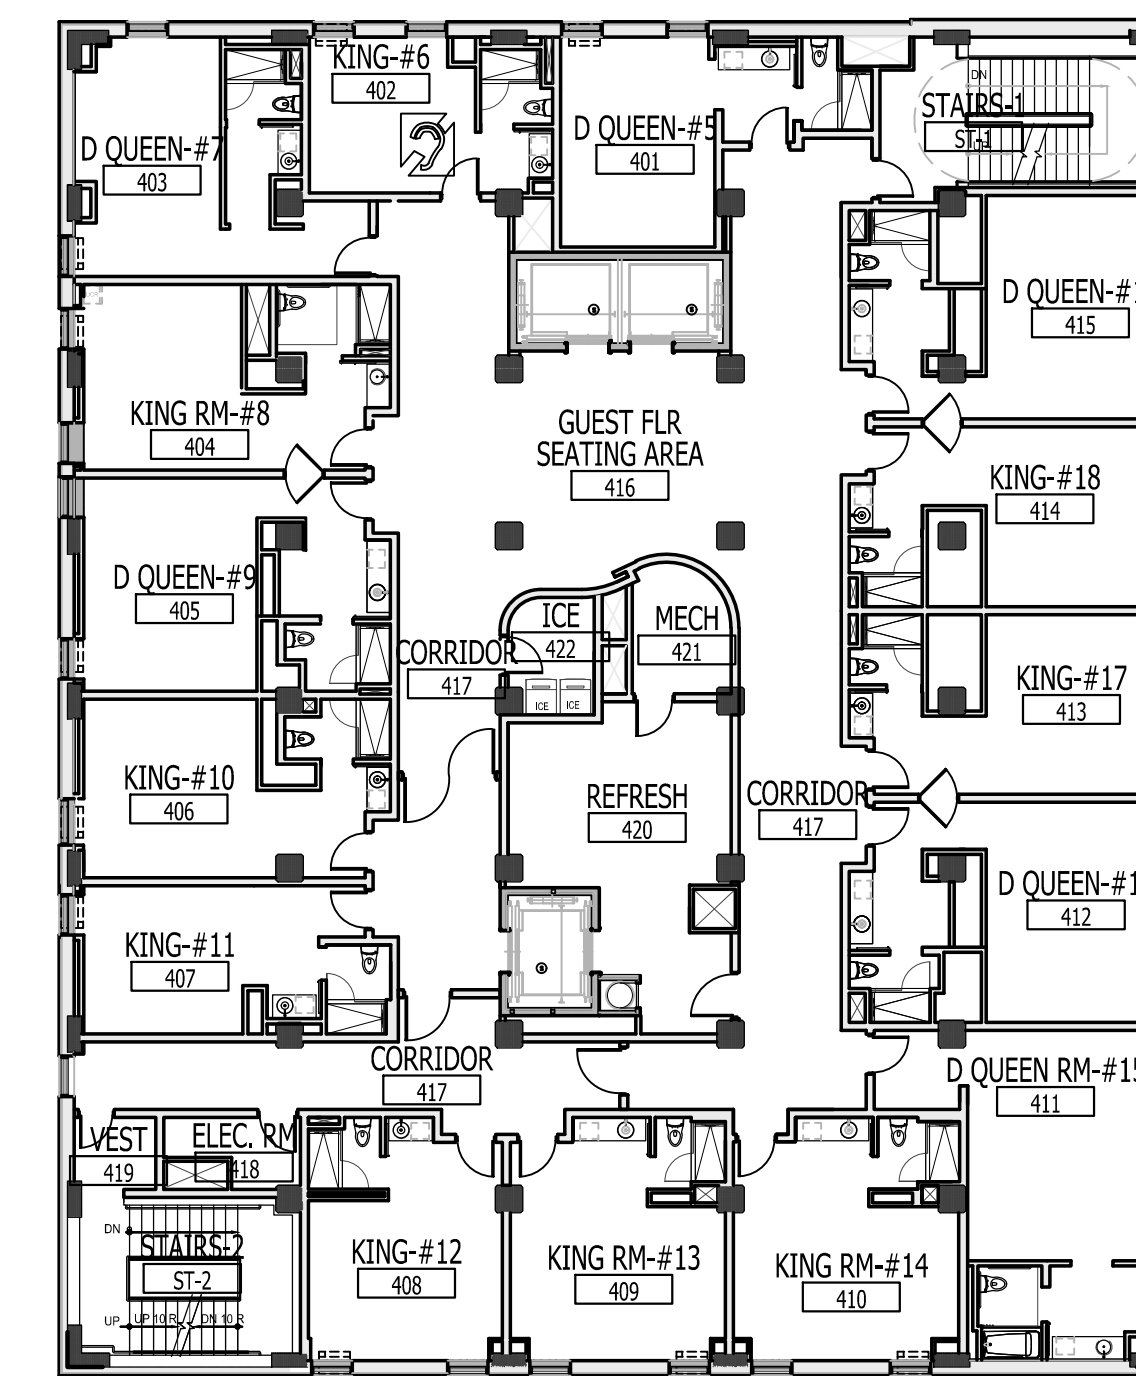 KING-#6
402
DN
STAIRS-1
ST-1
D QUEEN-#7
403
D QUEEN-#5
401
D QUEEN-#1
415
KING RM-#8
404
GUEST FLR
SEATING AREA
416
KING-#18
414
D QUEEN-#9
405
ICE
422
MECH
421
CORRIDOR
417
ICE
ICE
KING-#17
413
KING-#10
406
REFRESH
420
CORRIDOR
417
D QUEEN-#1
412
KING-#11
407
CORRIDOR
417
D QUEEN RM-#15
411
VEST
419
ELEC. RM
418
DN
STAIRS-2
ST-2
UP
UP 10 R
DN 10 R
KING-#12
408
KING RM-#13
409
KING RM-#14
410